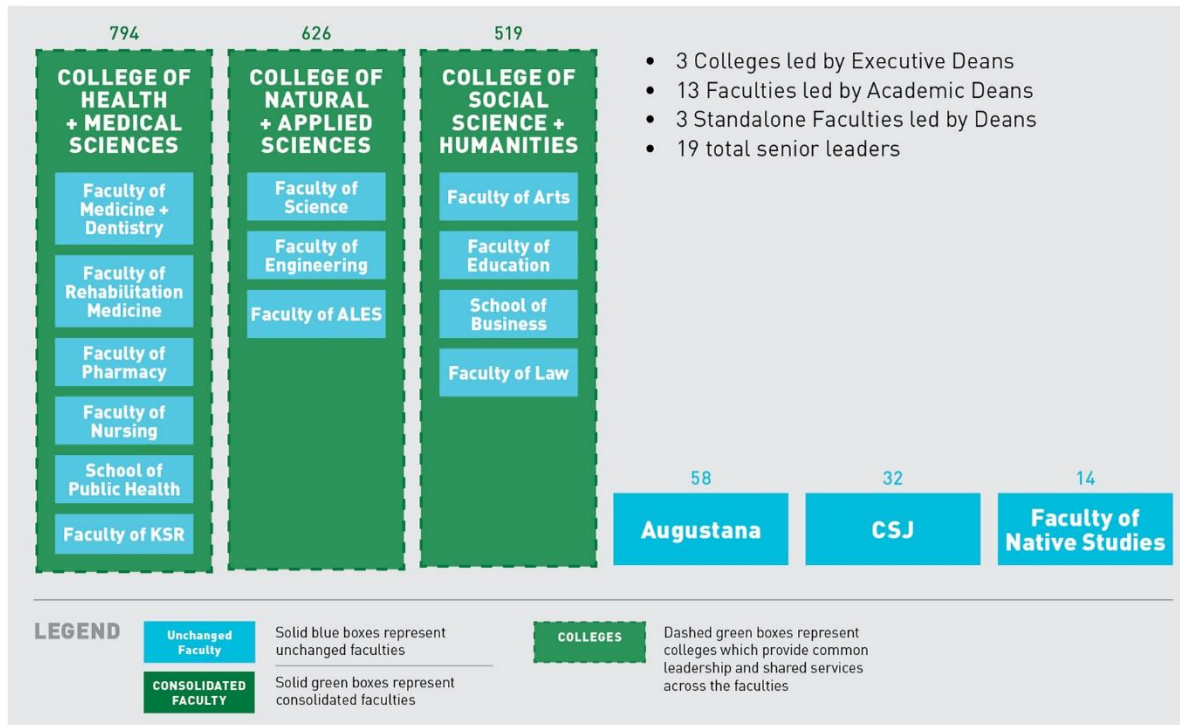 794
COLLEGE OF
HEALTH
+ MEDICAL
SCIENCES
Faculty of
Medicine +
Dentistry
Faculty of
Rehabilitation
Medicine
Faculty of
Pharmacy
Faculty of
Nursing
School of
Public Health
Faculty of KSR
626
COLLEGE OF
NATURAL
+ APPLIED
SCIENCES
Faculty of
Science
Faculty of
Engineering
Faculty of ALES
519
COLLEGE OF
SOCIAL
SCIENCE +
HUMANITIES
Faculty of Arts
Faculty of
Education
School of
Business
Faculty of Law
• 3 Colleges led by Executive Deans
• 13 Faculties led by Academic Deans
• 3 Standalone Faculties led by Deans
• 19 total senior leaders
58
Augustana
32
CSJ
14
Faculty of
Native Studies
LEGEND
Unchanged
Faculty
Solid blue boxes represent
unchanged faculties
CONSOLIDATED
FACULTY
Solid green boxes represent
consolidated faculties
COLLEGES
Dashed green boxes represent
colleges which provide common
leadership and shared services
across the faculties